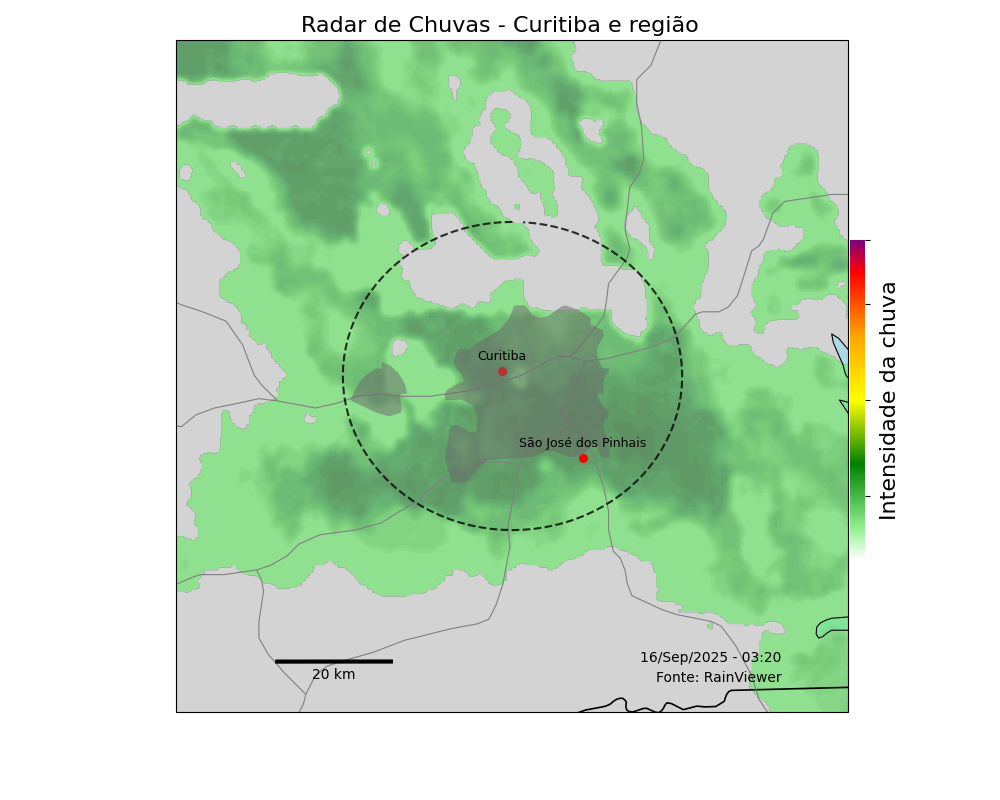 Radar de Chuvas - Curitiba e região
Curitiba
São José dos Pinhais
Intensidade da chuva
20 km
16/Sep/2025 - 03:20
Fonte: RainViewer